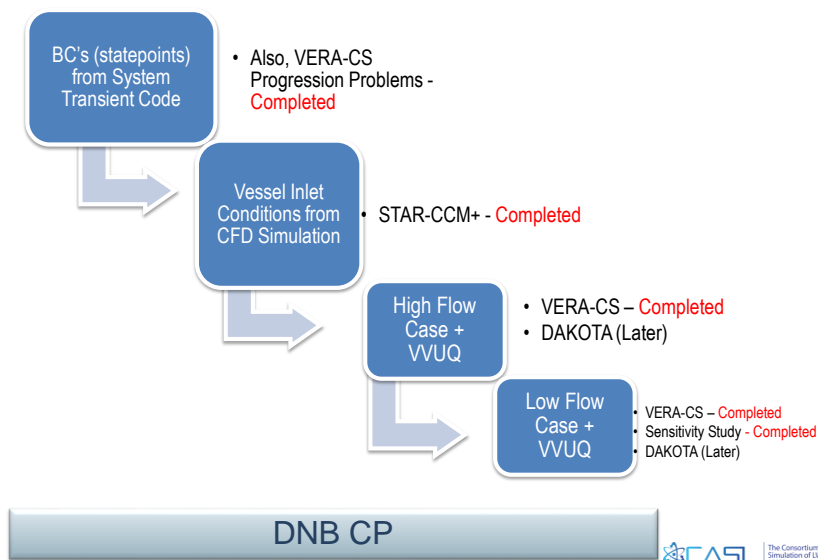 BC's (statepoints)
from System
Transient Code
• Also, VERA-CS
Progression Problems -
Completed
Vessel Inlet
Conditions from
CFD Simulation
• STAR-CCM+ - Completed
High Flow
Case +
VVUQ
• VERA-CS – Completed
• DAKOTA (Later)
Low Flow
Case +
VVUQ
• VERA-CS – Completed
• Sensitivity Study - Completed
• DAKOTA (Later)
DNB CP
The Consortium
Simulation of